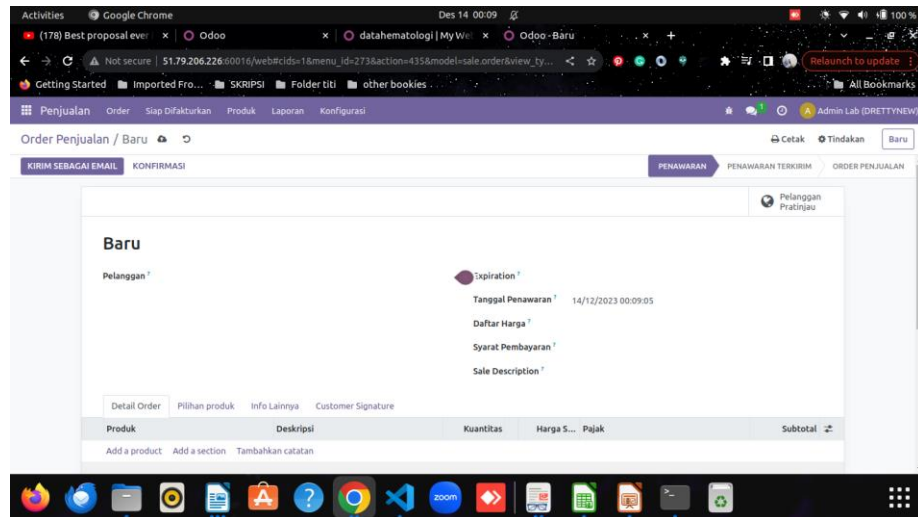 Activities Google Chrome Des 14 00:09 100 %
(178) Best proposal ever Odoo datahematologi | My We Odoo - Baru
Not secure | 51.79.206.226:60016/web#cids=1&menu_id=273&action=435&model=sale.order&view_ty... Relaunch to update
Getting Started Imported Fro... SKRIPSI Folder titi other bookies All Bookmarks
Penjualan Order Siap Difakturkan Produk Laporan Konfigurasi 1 A Admin Lab (DRETTYNEW)
Order Penjualan / Baru Cetak Tindakan Baru
KIRIM SEBAGAI EMAIL KONFIRMASI PENAWARAN PENAWARAN TERKIRIM ORDER PENJUALAN
Pelanggan
Pratinjau
Baru
Pelanggan ? Expiration ?
Tanggal Penawaran ? 14/12/2023 00:09:05
Daftar Harga ?
Syarat Pembayaran ?
Sale Description ?
Detail Order Pilihan produk Info Lainnya Customer Signature
Produk Deskripsi Kuantitas Harga S... Pajak Subtotal
Add a product Add a section Tambahkan catatan
zoom